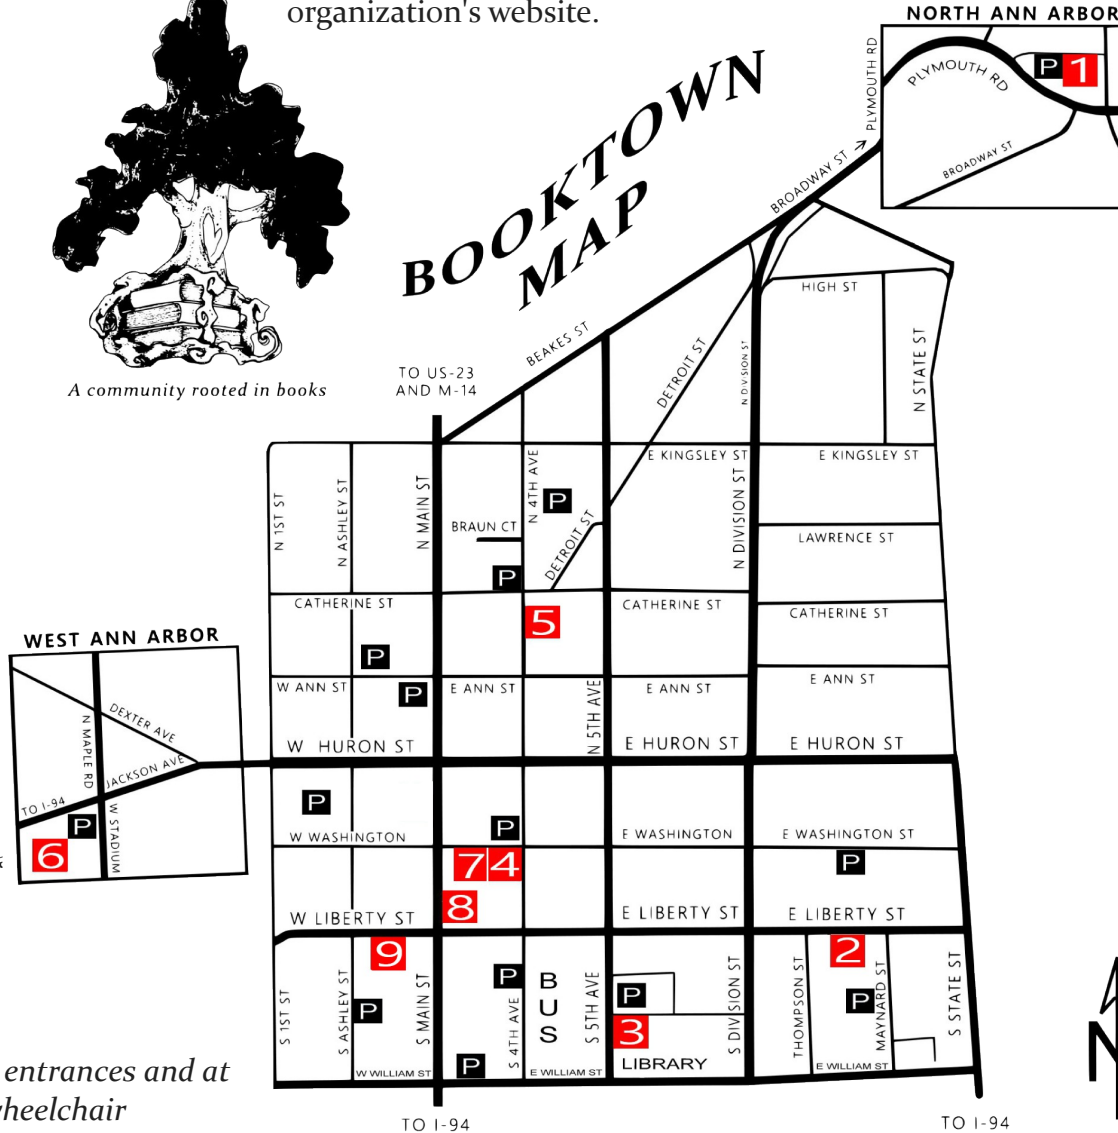 organization's website.
NORTH ANN ARBOR
PLYMOUTH RD
PLYMOUTH RD
P
1
BROADWAY ST
BOOKTOWN
MAP
BROADWAY ST →
A community rooted in books
TO US-23
AND M-14
BEAKES ST
DETROIT ST
N DIVISION ST
HIGH ST
N STATE ST
N 1ST ST
N ASHLEY ST
N MAIN ST
N 4TH AVE
P
E KINGSLEY ST
E KINGSLEY ST
BRAUN CT
DETROIT ST
N DIVISION ST
LAWRENCE ST
P
CATHERINE ST
5
CATHERINE ST
CATHERINE ST
WEST ANN ARBOR
P
W ANN ST
P
E ANN ST
N 5TH AVE
E ANN ST
E ANN ST
DEXTER AVE
N MAPLE RD
JACKSON AVE
TO I-94
P
6
W STADIUM
W HURON ST
E HURON ST
E HURON ST
P
P
W WASHINGTON
E WASHINGTON
E WASHINGTON ST
7
4
P
8
W LIBERTY ST
E LIBERTY ST
E LIBERTY ST
9
2
S 1ST ST
S ASHLEY ST
P
S MAIN ST
P
S 4TH AVE
BUS
S 5TH AVE
P
3
LIBRARY
S DIVISION ST
THOMPSON ST
P
MAYNARD ST
S STATE ST
W WILLIAM ST
P
E WILLIAM ST
E WILLIAM ST
N
entrances and at
wheelchair
TO I-94
TO I-94